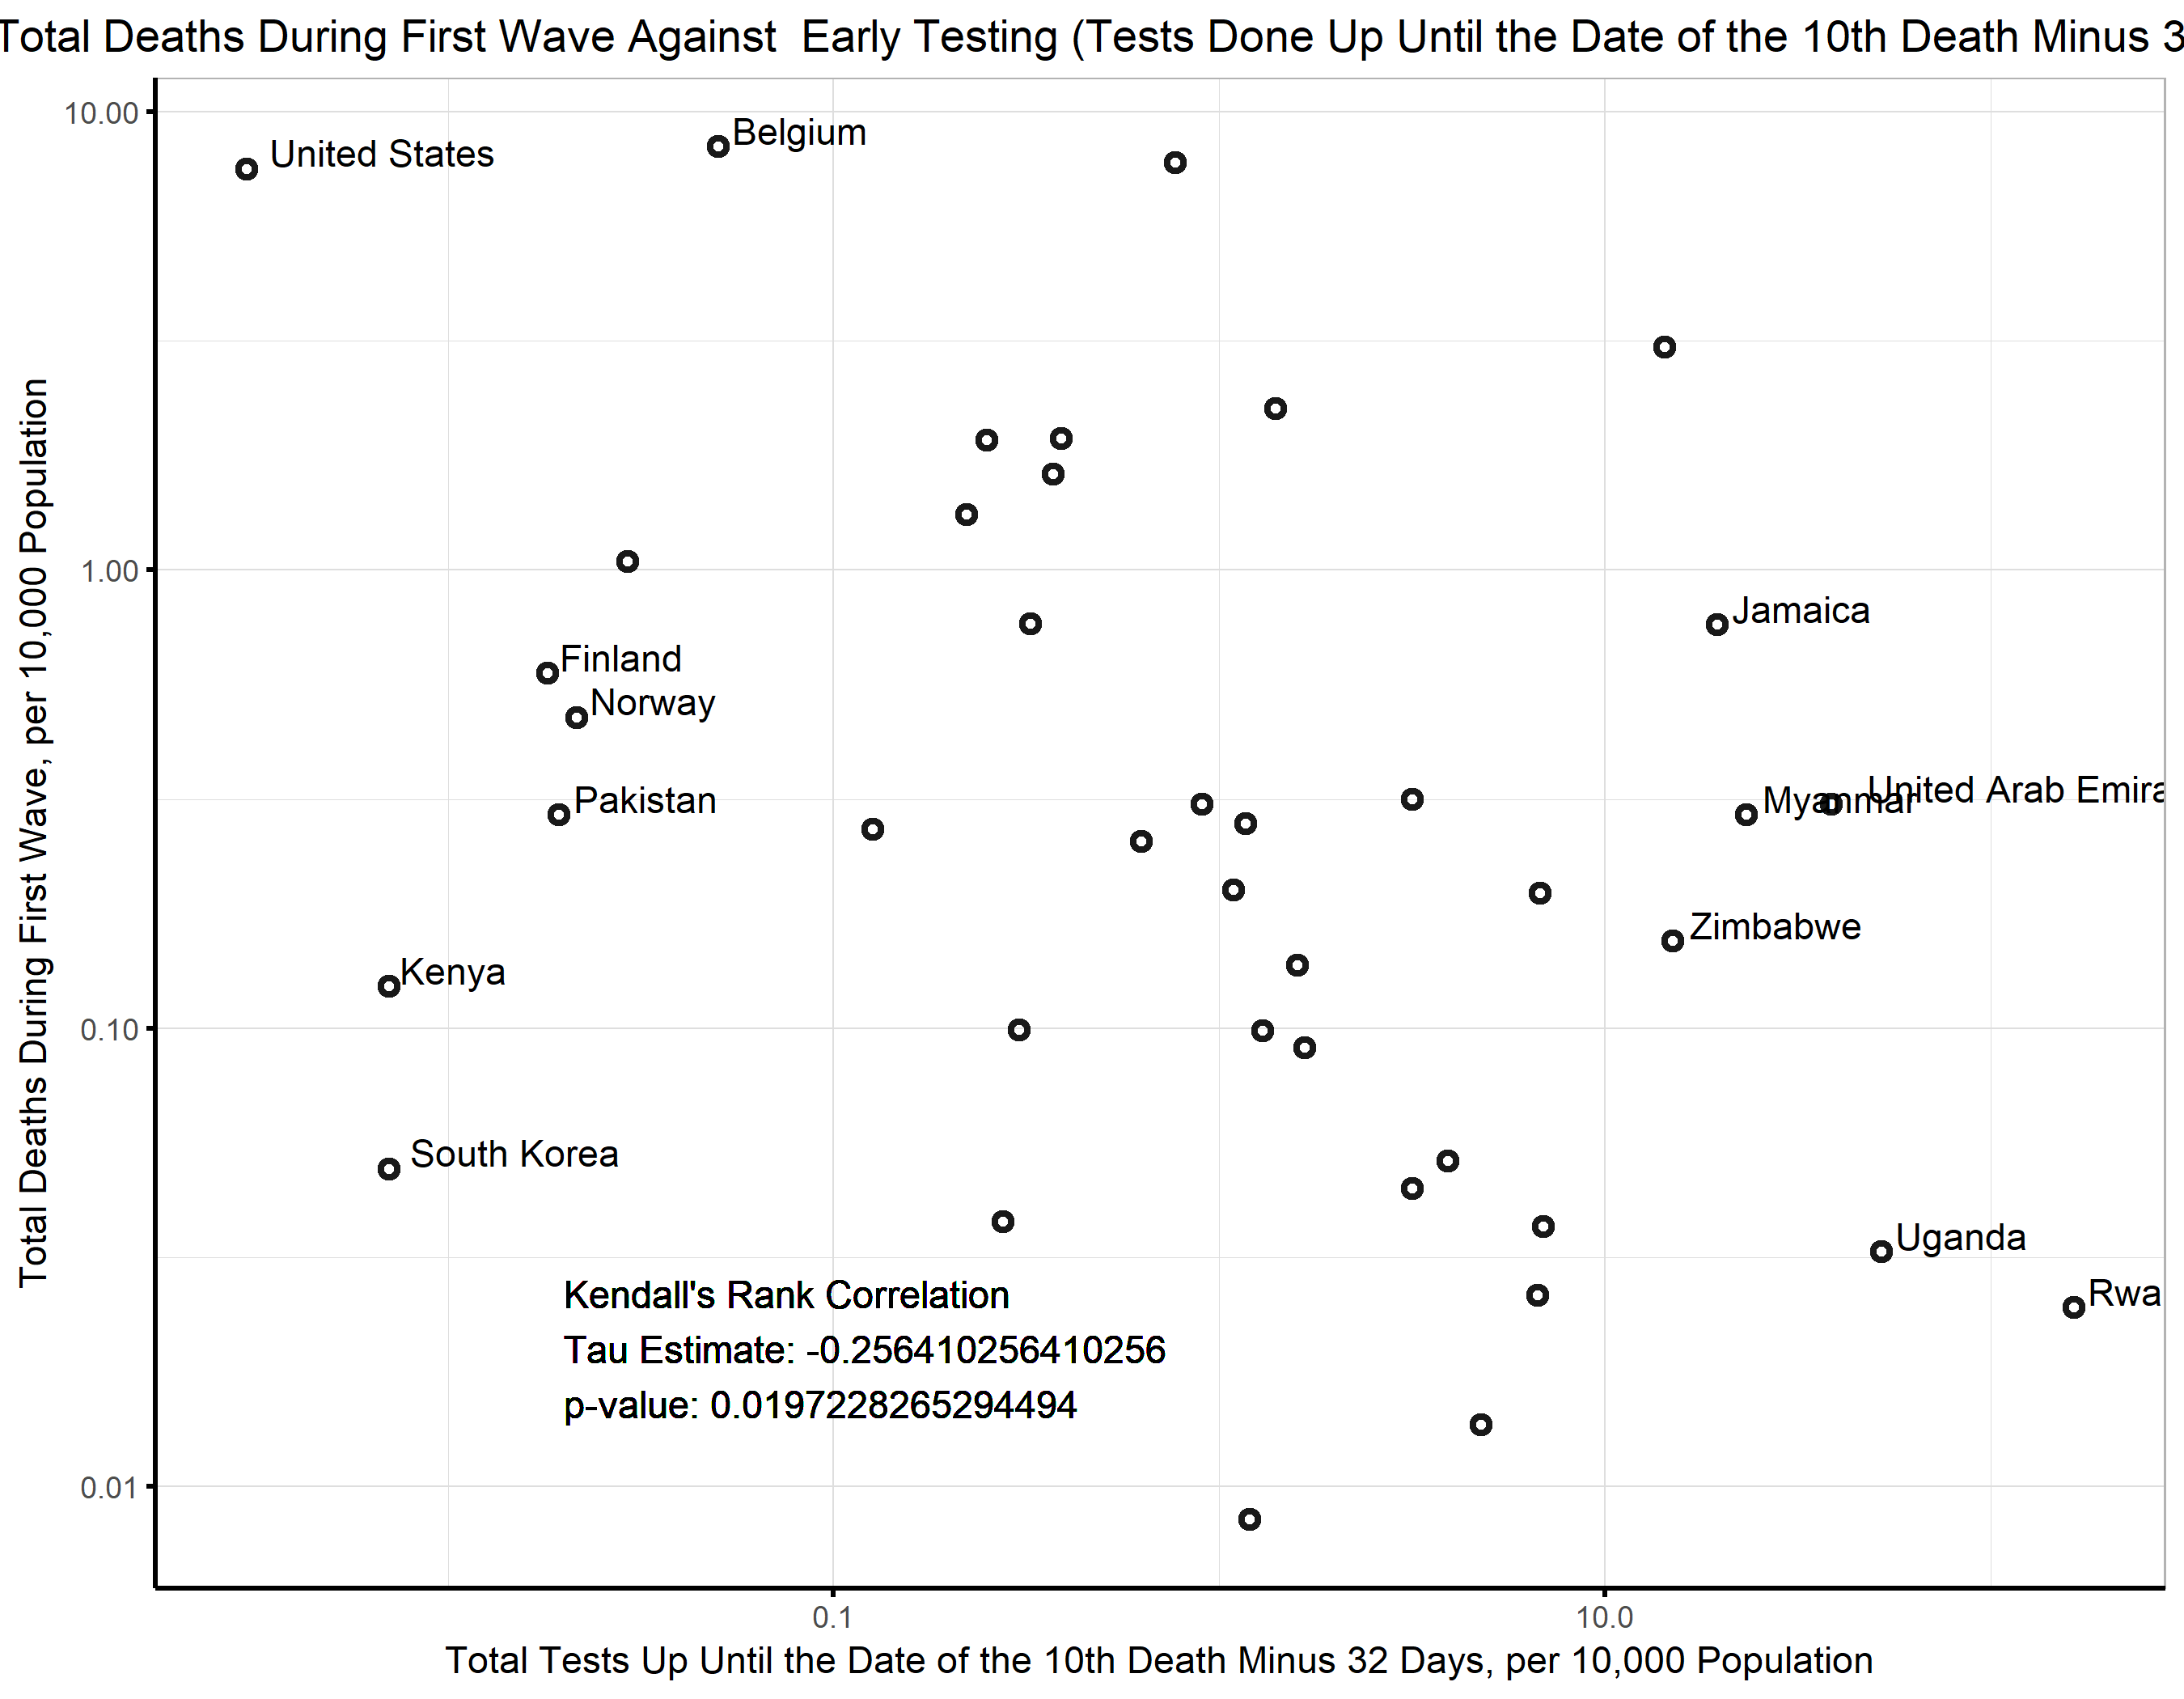 Total Deaths During First Wave Against  Early Testing (Tests Done Up Until the Date of the 10th Death Minus 3
10.00
Belgium
United States
1.00
Jamaica
Finland
Norway
United Arab Emira
Pakistan
Myanmar
Zimbabwe
Kenya
0.10
South Korea
Uganda
Rwa
Kendall's Rank Correlation
Tau Estimate: -0.256410256410256
p-value: 0.0197228265294494
0.01
0.1
10.0
Total Tests Up Until the Date of the 10th Death Minus 32 Days, per 10,000 Population
Total Deaths During First Wave, per 10,000 Population